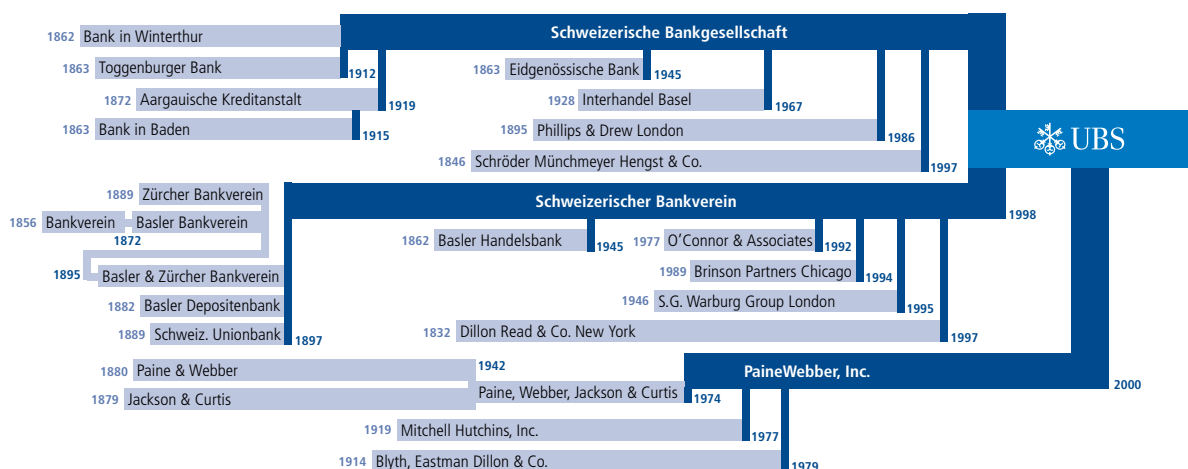 Schweizerische Bankgesellschaft
1862 Bank in Winterthur
1863 Toggenburger Bank
1912
1872 Aargauische Kreditanstalt
1919
1863 Bank in Baden
1915
1863 Eidgenössische Bank
1945
1928 Interhandel Basel
1967
1895 Phillips & Drew London
1986
1846 Schröder Münchmeyer Hengst & Co.
1997
UBS
Schweizerischer Bankverein
1998
1889 Zürcher Bankverein
1856 Bankverein Basler Bankverein
1872
1895 Basler & Zürcher Bankverein
1882 Basler Depositenbank
1889 Schweiz. Unionbank
1897
1862 Basler Handelsbank
1945
1977 O'Connor & Associates
1992
1989 Brinson Partners Chicago
1994
1946 S.G. Warburg Group London
1995
1832 Dillon Read & Co. New York
1997
PaineWebber, Inc.
2000
1880 Paine & Webber
1942
1879 Jackson & Curtis
Paine, Webber, Jackson & Curtis
1974
1919 Mitchell Hutchins, Inc.
1977
1914 Blyth, Eastman Dillon & Co.
1979